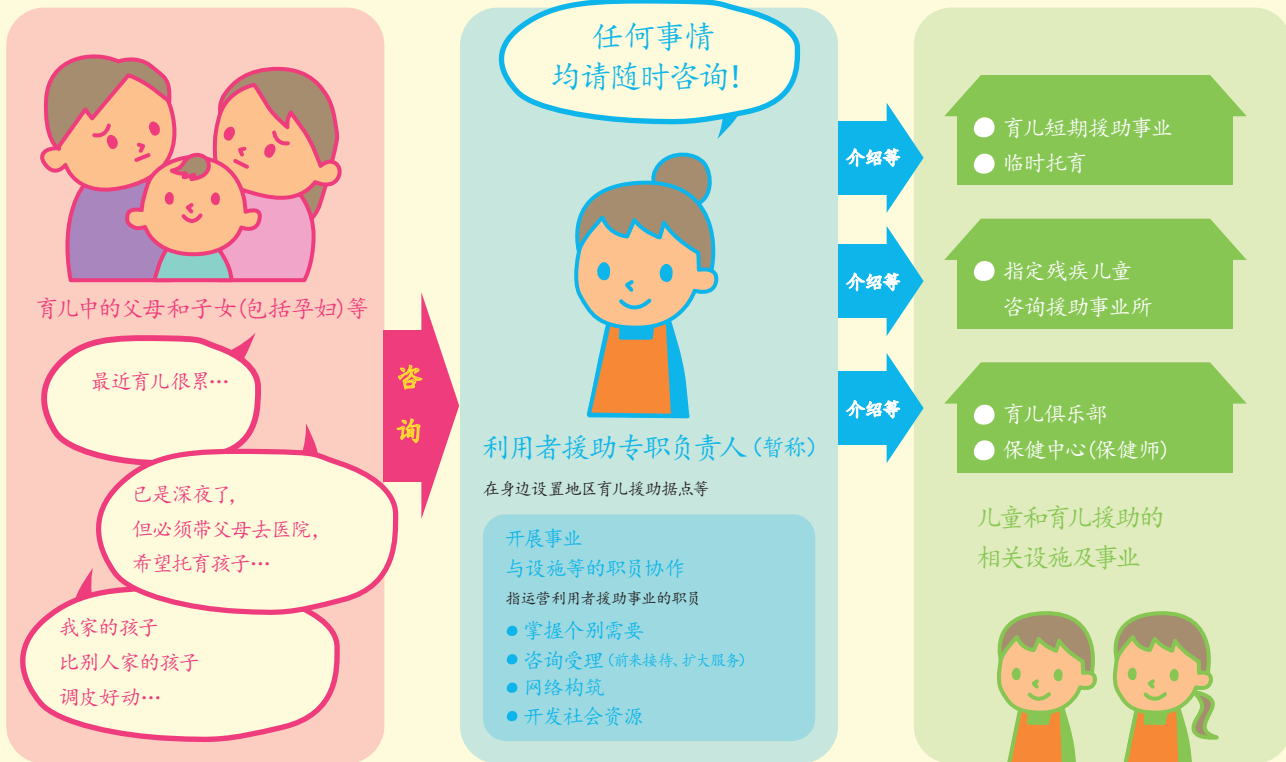 育儿中的父母和子女(包括孕妇)等
最近育儿很累…
已是深夜了,
但必须带父母去医院,
希望托育孩子…
我家的孩子
比别人家的孩子
调皮好动…
咨
询
任何事情
均请随时咨询!
利用者援助专职负责人(暂称)
在身边设置地区育儿援助据点等
开展事业
与设施等的职员协作
指运营利用者援助事业的职员
●掌握个别需要
●咨询受理(前来接待、扩大服务)
●网络构筑
●开发社会资源
介绍等
介绍等
介绍等
●育儿短期援助事业
●临时托育
●指定残疾儿童
咨询援助事业所
●育儿俱乐部
●保健中心(保健师)
儿童和育儿援助的
相关设施及事业